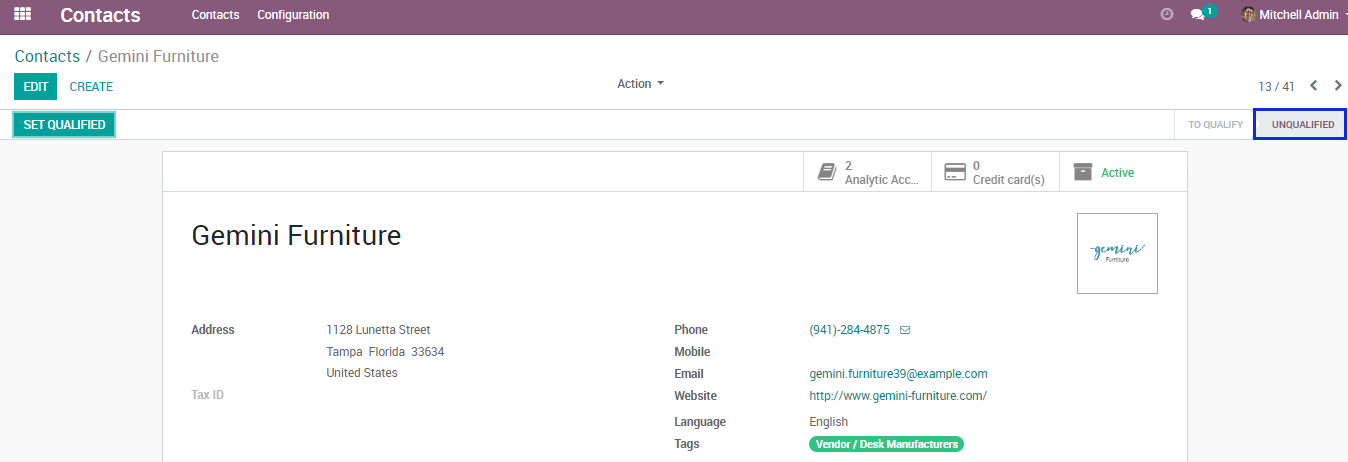 Contacts Contacts Configuration 1 Mitchell Admin
Contacts / Gemini Furniture
EDIT CREATE Action 13 / 41
SET QUALIFIED TO QUALIFY UNQUALIFIED
2 0 Active
Analytic Acc... Credit card(s)
Gemini Furniture
gemini
Furniture
Address 1128 Lunetta Street Phone (941)-284-4875
Tampa Florida 33634 Mobile
United States Email gemini.furniture39@example.com
Tax ID Website http://www.gemini-furniture.com/
Language English
Tags Vendor / Desk Manufacturers